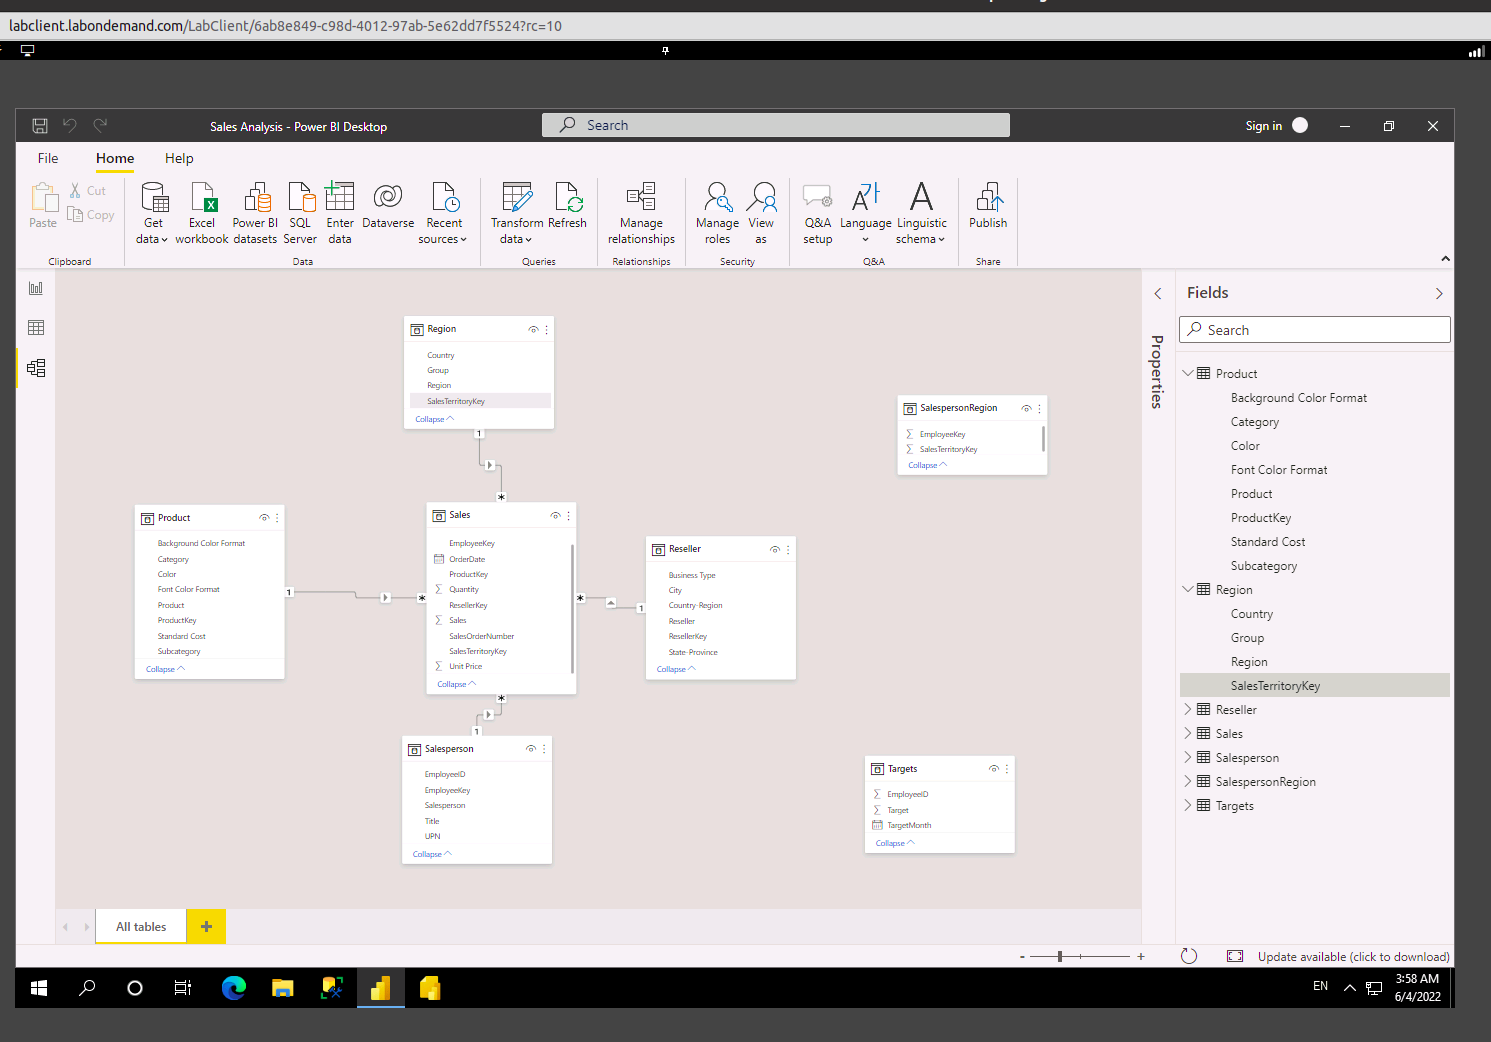 labclient.labondemand.com/LabClient/6ab8e849-c98d-4012-97ab-5e62dd7f5524?rc=10
Sales Analysis - Power BI Desktop
Search
Sign in
File
Home
Help
Paste
Cut
Copy
Clipboard
Get data
Excel workbook
Power BI datasets
SQL Server
Enter data
Dataverse
Recent sources
Data
Transform data
Refresh
Queries
Manage relationships
Relationships
Manage roles
View as
Security
Q&A setup
Language
Linguistic schema
Q&A
Publish
Share
Region
Country
Group
Region
SalesTerritoryKey
Collapse
1
*
SalespersonRegion
EmployeeKey
SalesTerritoryKey
Collapse
Product
Background Color Format
Category
Color
Font Color Format
Product
ProductKey
Standard Cost
Subcategory
Collapse
1
*
Sales
EmployeeKey
OrderDate
ProductKey
Quantity
ResellerKey
Sales
SalesOrderNumber
SalesTerritoryKey
Unit Price
Collapse
*
1
Reseller
Business Type
City
Country-Region
Reseller
ResellerKey
State-Province
Collapse
*
1
Salesperson
EmployeeID
EmployeeKey
Salesperson
Title
UPN
Collapse
Targets
EmployeeID
Target
TargetMonth
Collapse
Properties
Fields
Search
Product
Background Color Format
Category
Color
Font Color Format
Product
ProductKey
Standard Cost
Subcategory
Region
Country
Group
Region
SalesTerritoryKey
Reseller
Sales
Salesperson
SalespersonRegion
Targets
All tables
+
- +
Update available (click to download)
EN
3:58 AM
6/4/2022